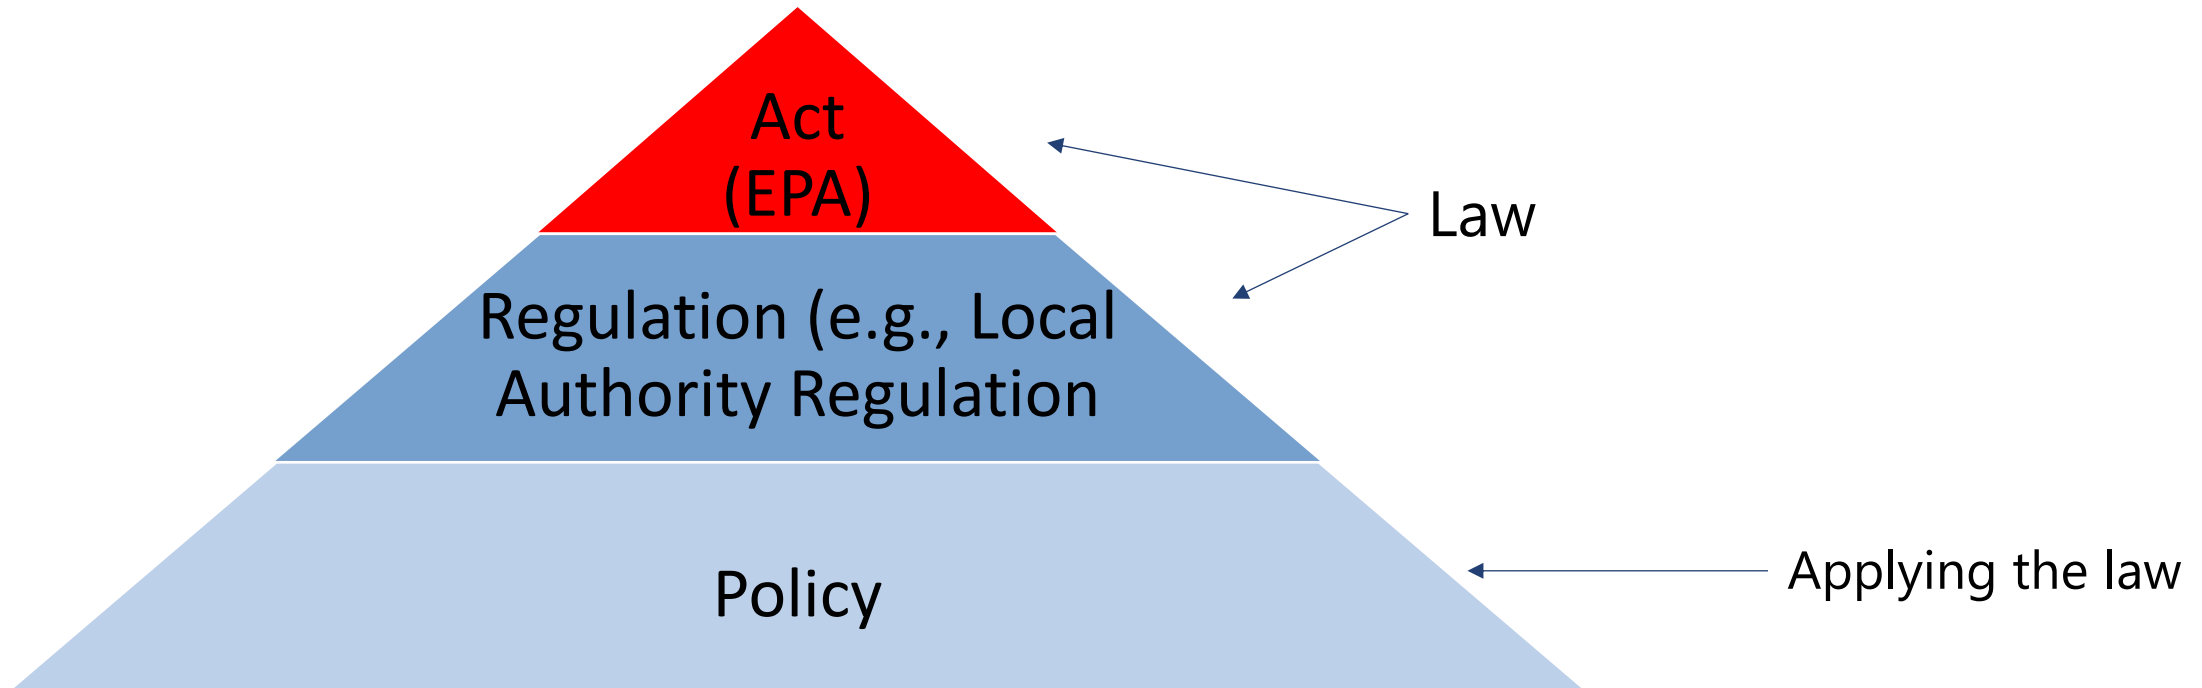 Act
(EPA)
Law
Regulation (e.g., Local
Authority Regulation
Policy
Applying the law